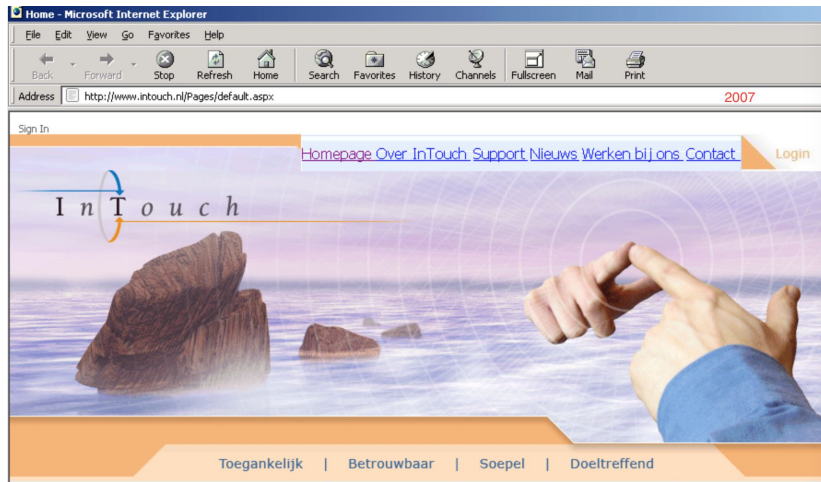 Home - Microsoft Internet Explorer
File Edit View Go Favorites Help
Back Forward Stop Refresh Home Search Favorites History Channels Fullscreen Mail Print
Address http://www.intouch.nl/Pages/default.aspx 2007
Sign In
Homepage Over InTouch Support Nieuws Werken bij ons Contact Login
InTouch
Toegankelijk | Betrouwbaar | Soepel | Doeltreffend